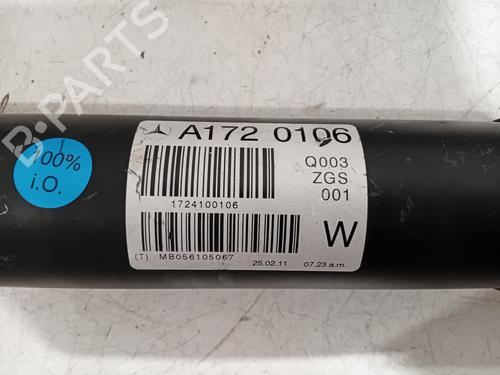 B-PARTS
100%
i.O.
A172 0106
Q003
ZGS
001
1724100106
W
(T) MB056105067 25.02.11 07.23 a.m.